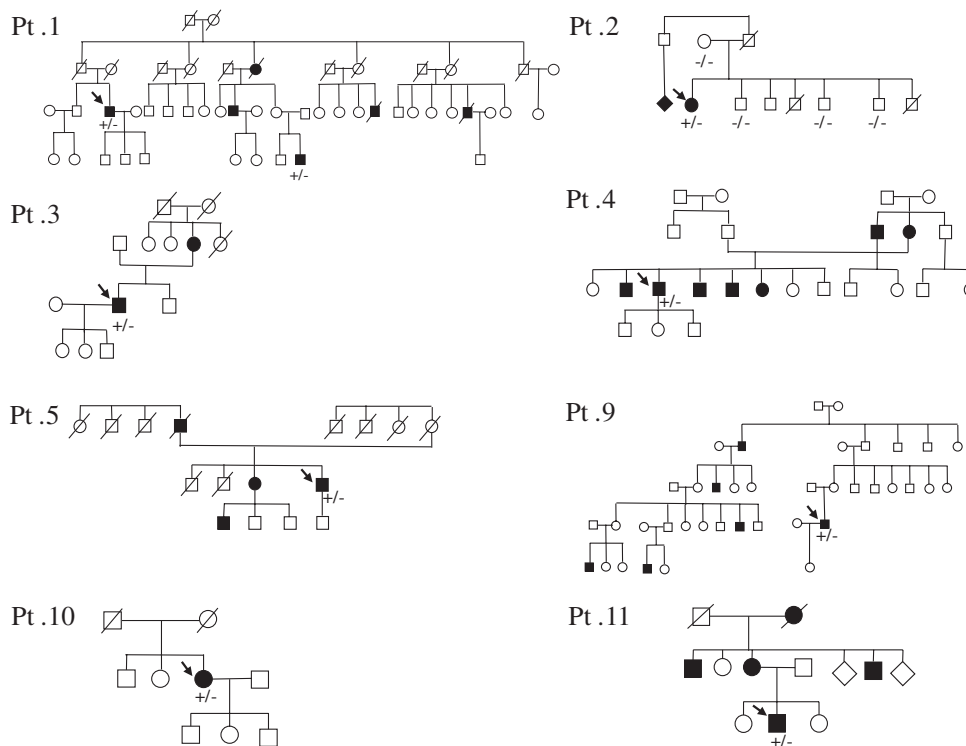 Pt .1
Pt .2
-/-
+/-
+/-
-/-
-/-
-/-
+/-
Pt .3
Pt .4
+/-
+/-
Pt .5
Pt .9
+/-
+/-
Pt .10
Pt .11
+/-
+/-